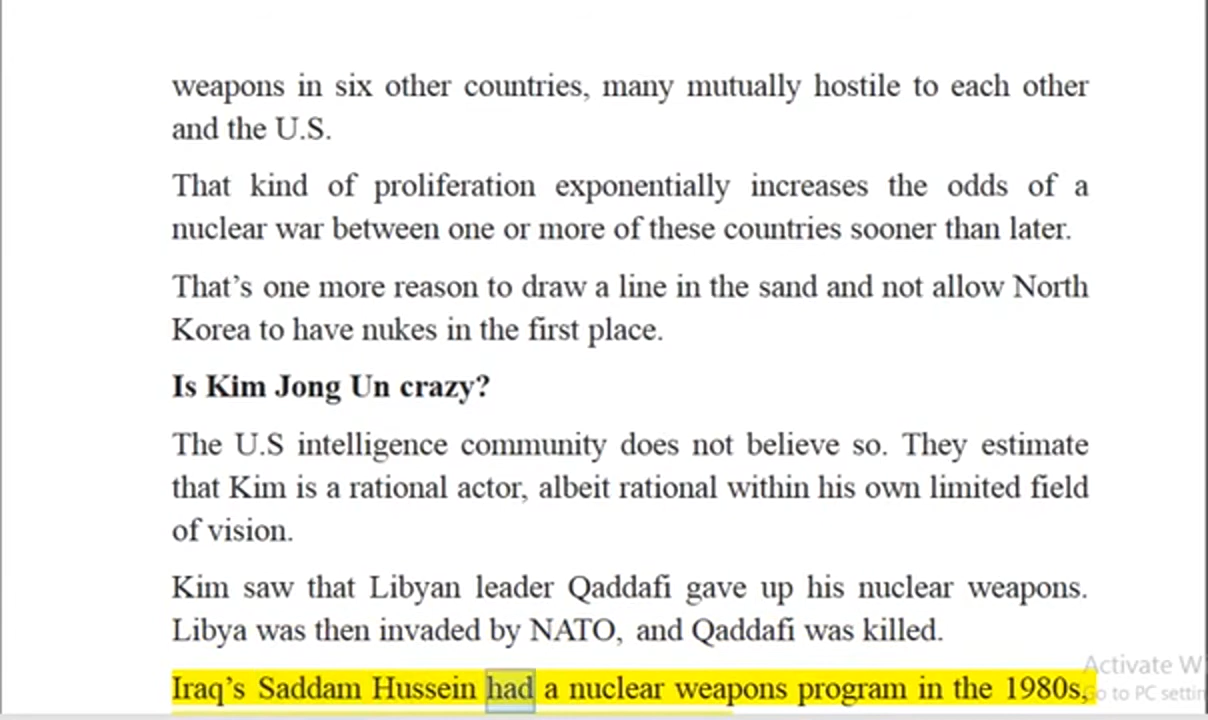 weapons in six other countries, many mutually hostile to each other
and the U.S.
That kind of proliferation exponentially increases the odds of a
nuclear war between one or more of these countries sooner than later.
That’s one more reason to draw a line in the sand and not allow North
Korea to have nukes in the first place.
Is Kim Jong Un crazy?
The U.S intelligence community does not believe so. They estimate
that Kim is a rational actor, albeit rational within his own limited field
of vision.
Kim saw that Libyan leader Qaddafi gave up his nuclear weapons.
Libya was then invaded by NATO, and Qaddafi was killed.
Iraq’s Saddam Hussein had a nuclear weapons program in the 1980s,
Activate W
Go to PC settin